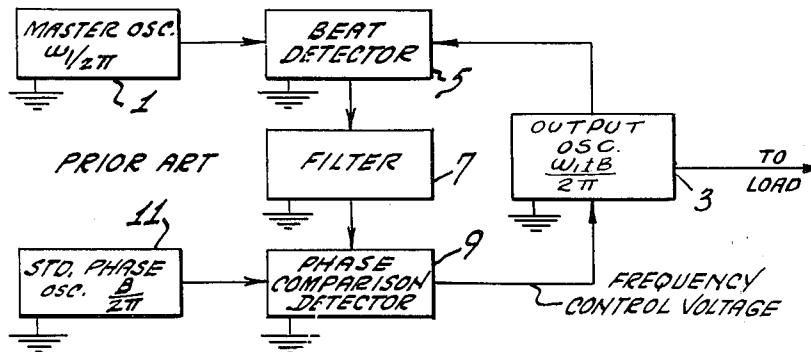 MASTER OSC.
ω1/2π
1
BEAT
DETECTOR
5
PRIOR ART
FILTER
7
OUTPUT
OSC.
ω1±B
2π
3
TO
LOAD
11
STD. PHASE
OSC. B
2π
9
PHASE
COMPARISON
DETECTOR
FREQUENCY
CONTROL VOLTAGE